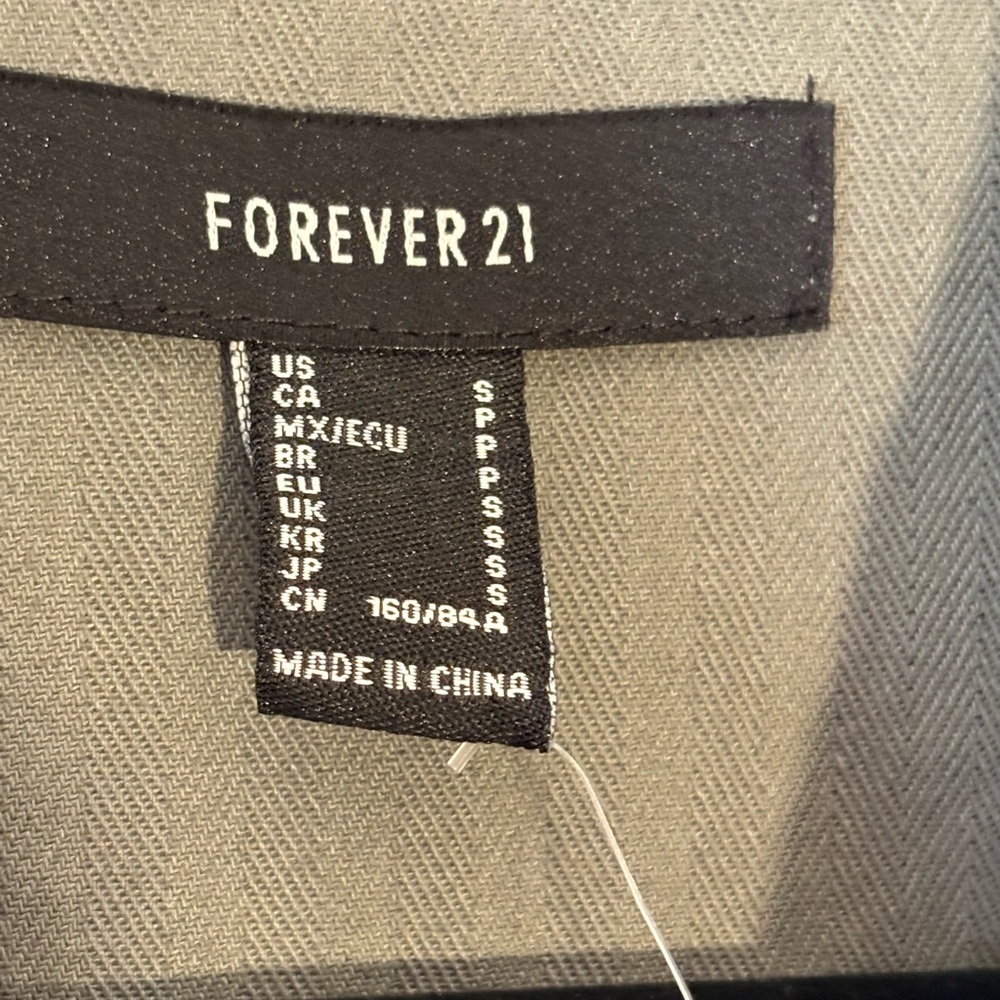 FOREVER 21
US S
CA P
MX/ECU P
BR P
EU S
UK S
KR S
JP S
CN 160/84A
MADE IN CHINA